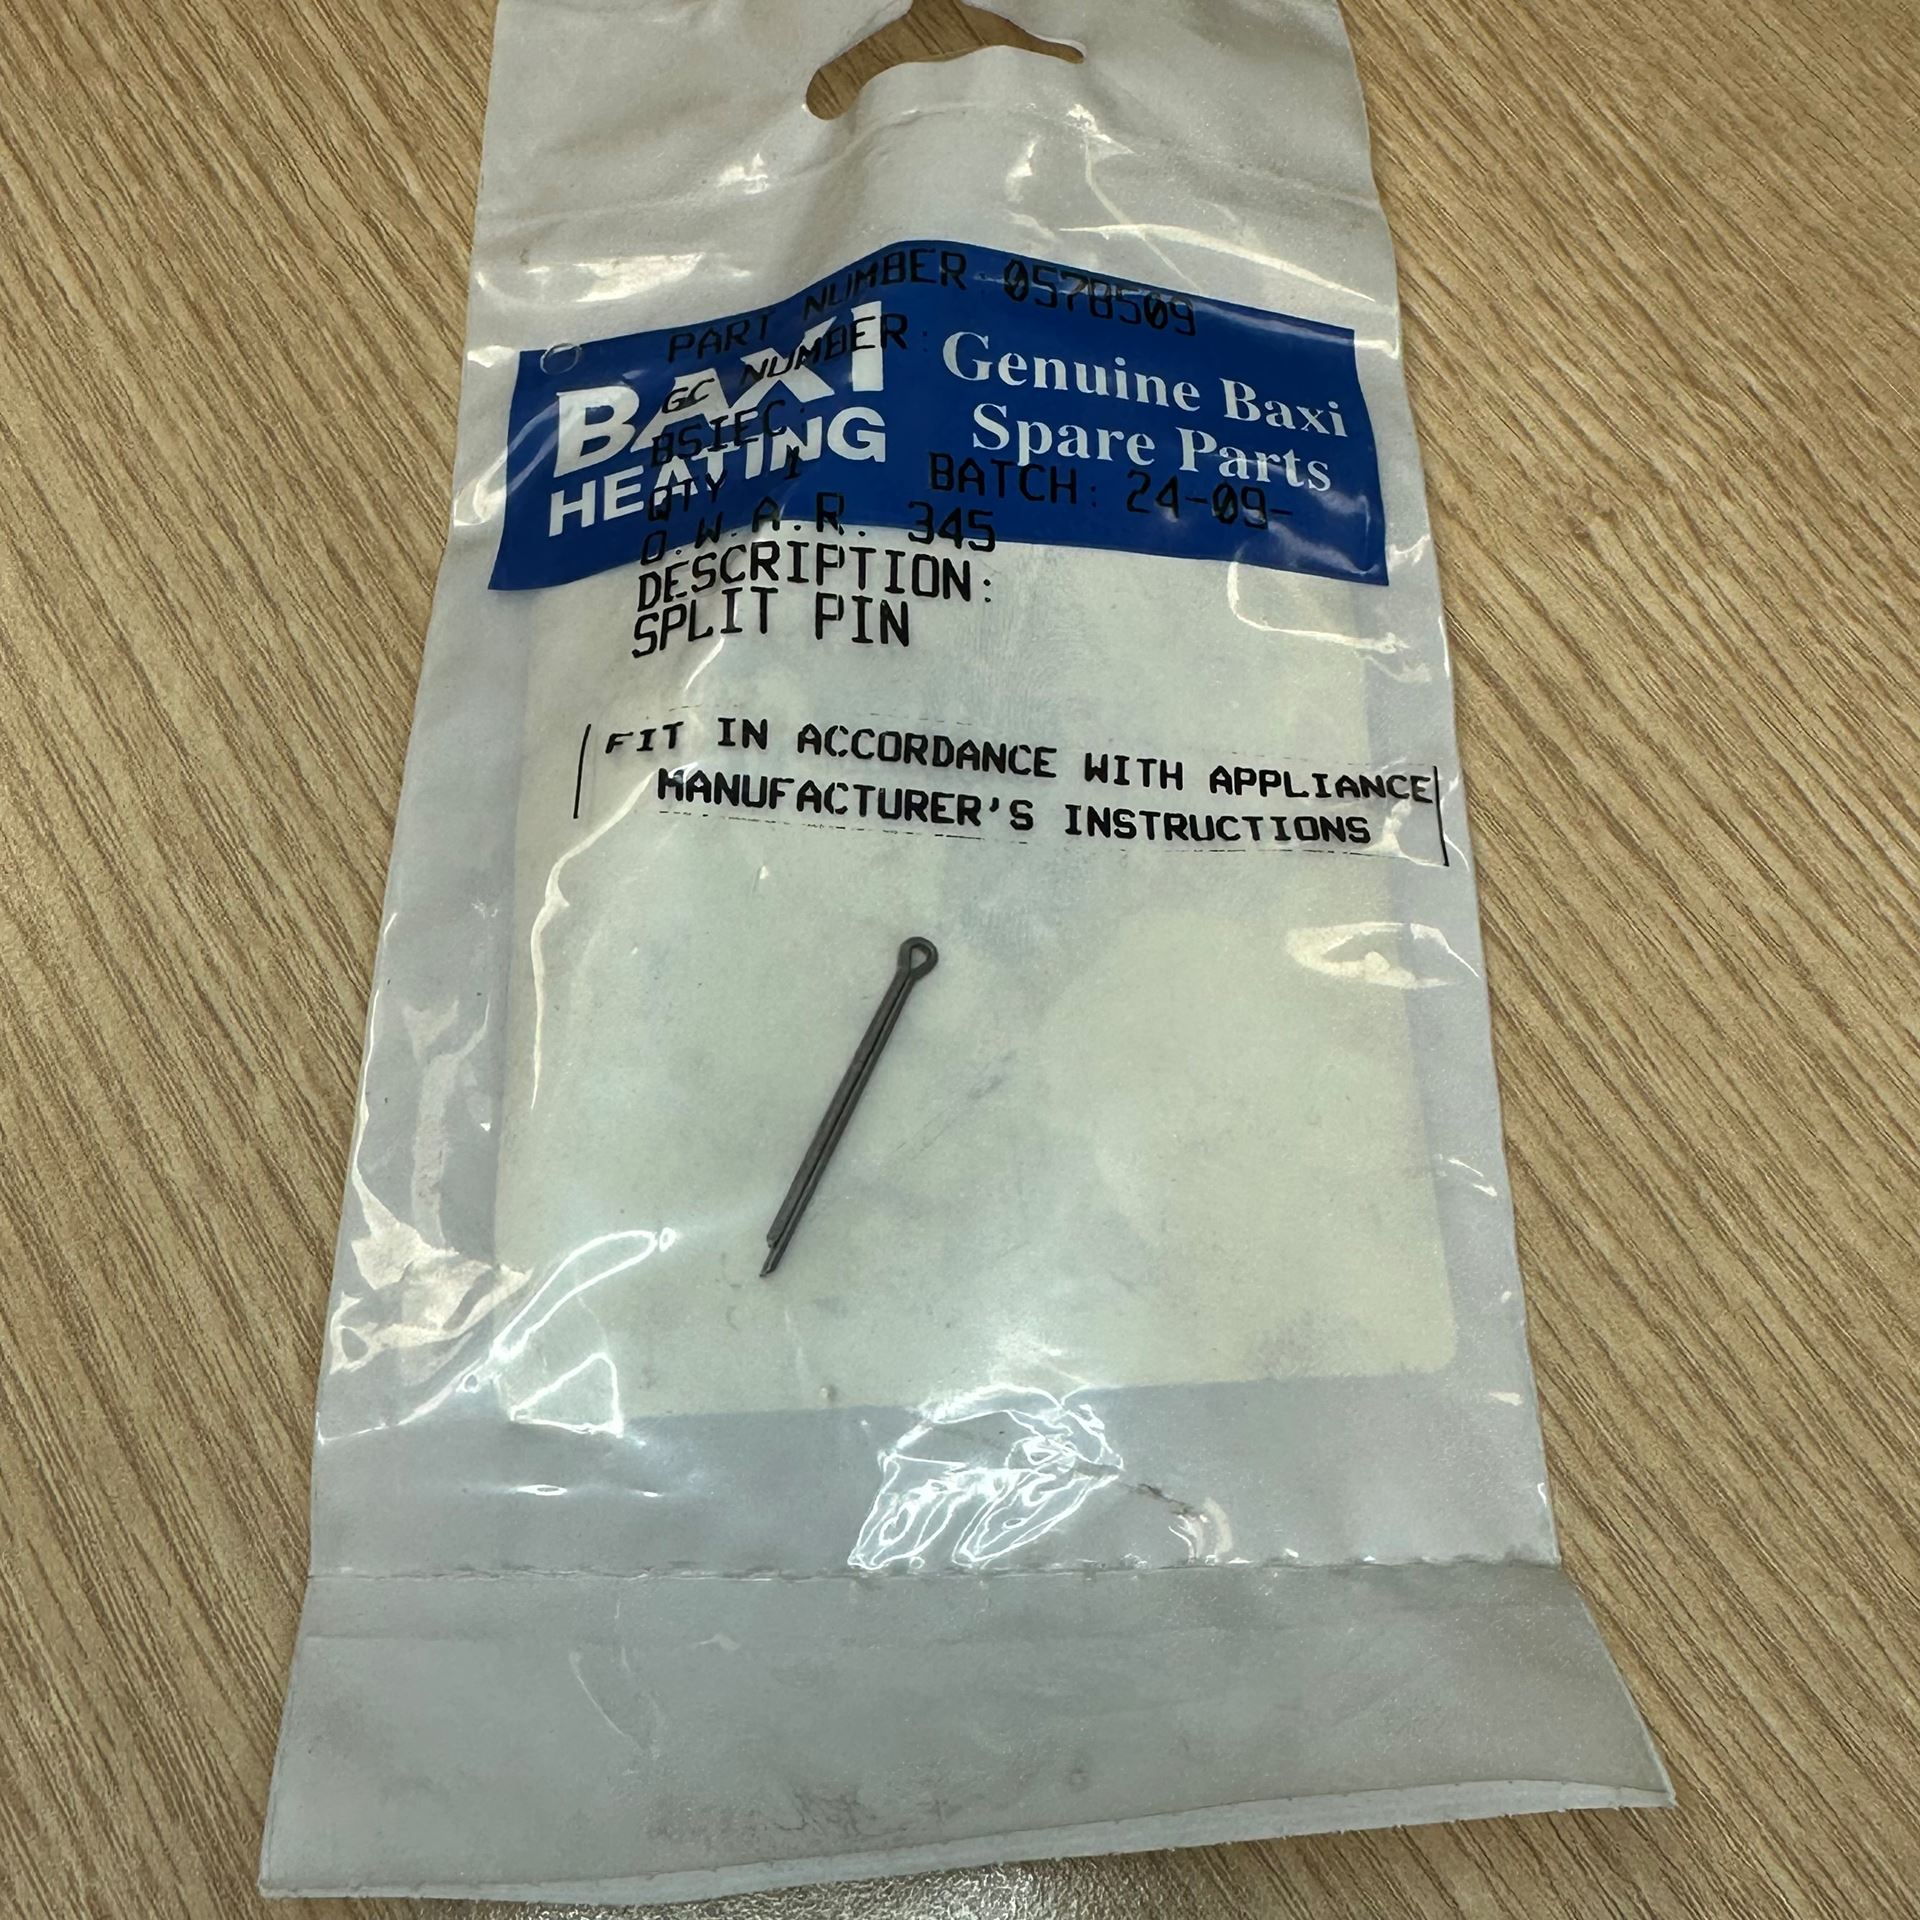 PART NUMBER: 0578509
GC NUMBER:
BSIEC:
QTY 1 BATCH: 24-09-
O.W.A.R. 345
DESCRIPTION:
SPLIT PIN
BAXI
HEATING
Genuine Baxi
Spare Parts
FIT IN ACCORDANCE WITH APPLIANCE
MANUFACTURER'S INSTRUCTIONS